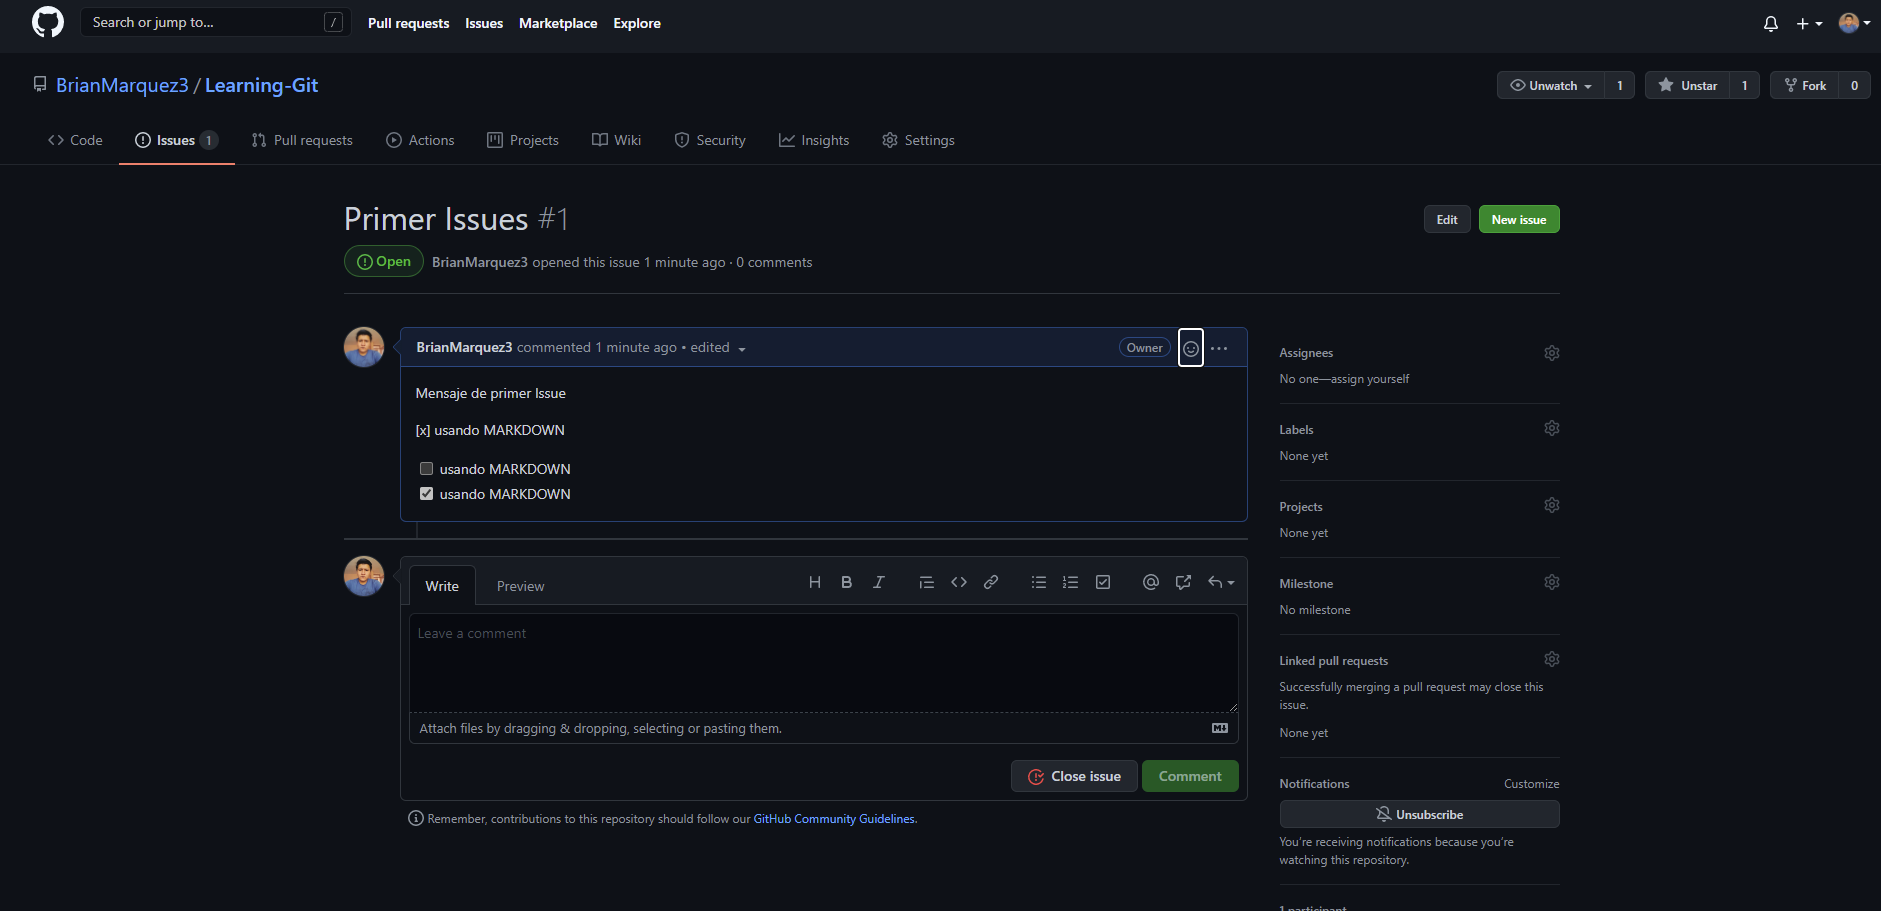 Search or jump to... /
Pull requests Issues Marketplace Explore
BrianMarquez3 / Learning-Git
Unwatch 1 Unstar 1 Fork 0
Code Issues 1 Pull requests Actions Projects Wiki Security Insights Settings
Primer Issues #1
Edit New issue
Open BrianMarquez3 opened this issue 1 minute ago · 0 comments
BrianMarquez3 commented 1 minute ago • edited
Owner
Mensaje de primer Issue
[x] usando MARKDOWN
usando MARKDOWN
usando MARKDOWN
Write Preview
H B I
Leave a comment
Attach files by dragging & dropping, selecting or pasting them.
Close issue Comment
Remember, contributions to this repository should follow our GitHub Community Guidelines.
Assignees
No one—assign yourself
Labels
None yet
Projects
None yet
Milestone
No milestone
Linked pull requests
Successfully merging a pull request may close this
issue.
None yet
Notifications Customize
Unsubscribe
You're receiving notifications because you're
watching this repository.
1 participant